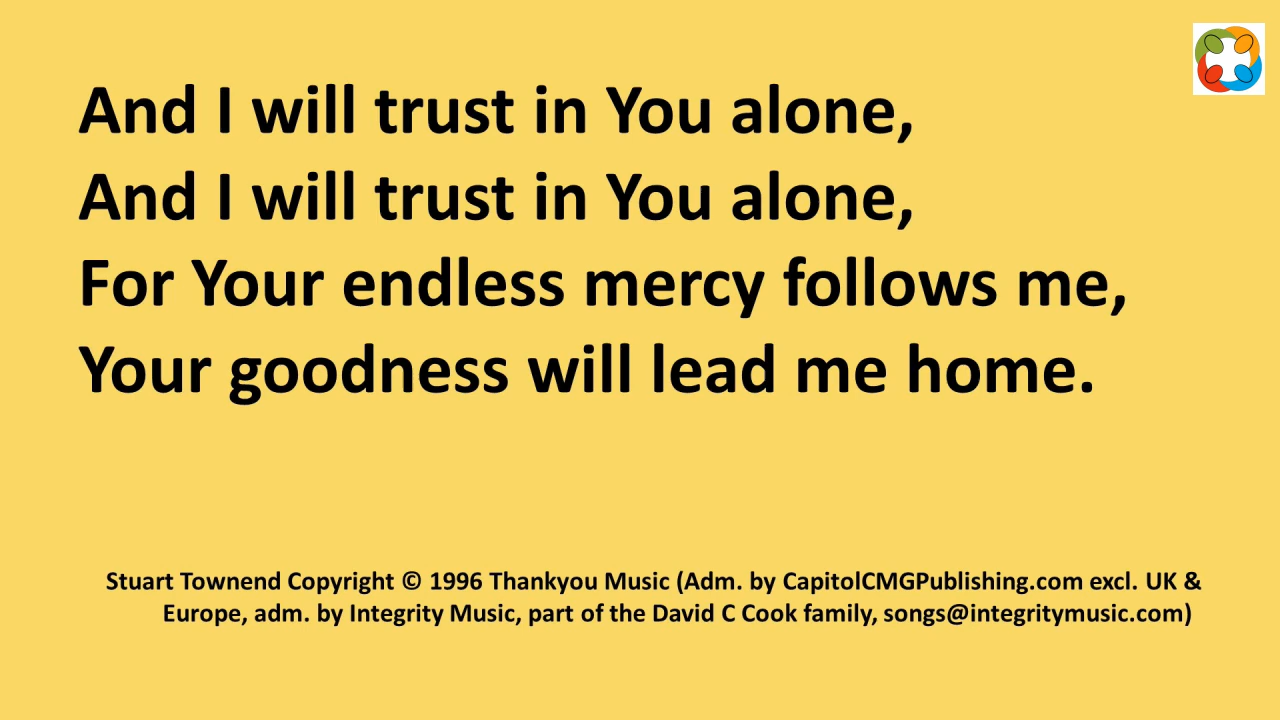 And I will trust in You alone,
And I will trust in You alone,
For Your endless mercy follows me,
Your goodness will lead me home.
Stuart Townend Copyright © 1996 Thankyou Music (Adm. by CapitolCMGPublishing.com excl. UK &
Europe, adm. by Integrity Music, part of the David C Cook family, songs@integritymusic.com)